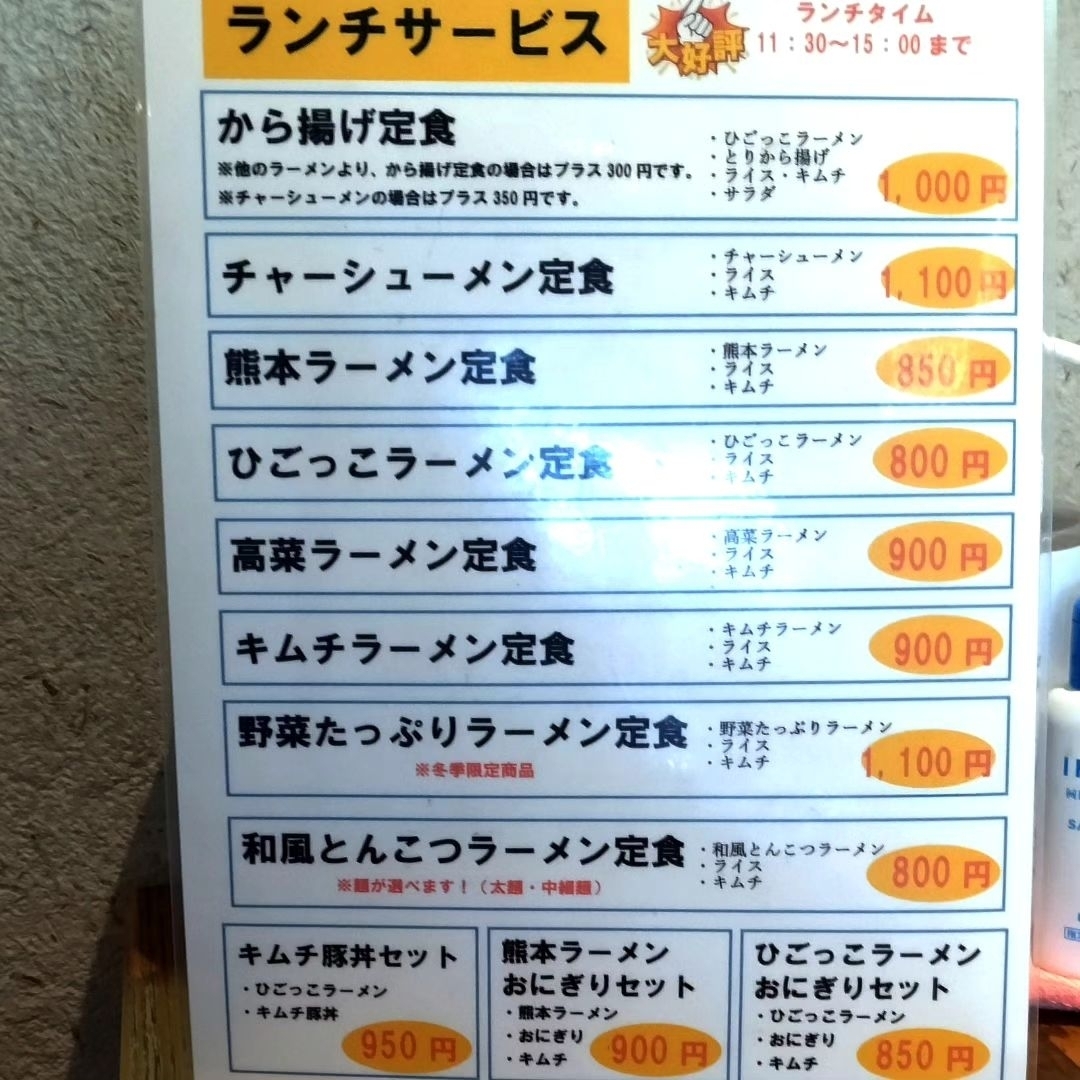 ランチサービス
大好評
ランチタイム
11:30～15:00まで
から揚げ定食
※他のラーメンより、から揚げ定食の場合はプラス300円です。
※チャーシューメンの場合はプラス350円です。
・ひごっこラーメン
・とりから揚げ
・ライス・キムチ
・サラダ
1,000円
チャーシューメン定食
・チャーシューメン
・ライス
・キムチ
1,100円
熊本ラーメン定食
・熊本ラーメン
・ライス
・キムチ
850円
ひごっこラーメン定食
・ひごっこラーメン
・ライス
・キムチ
800円
高菜ラーメン定食
・高菜ラーメン
・ライス
・キムチ
900円
キムチラーメン定食
・キムチラーメン
・ライス
・キムチ
900円
野菜たっぷりラーメン定食
※冬季限定商品
・野菜たっぷりラーメン
・ライス
・キムチ
1,100円
和風とんこつラーメン定食
※麺が選べます！（太麺・中細麺）
・和風とんこつラーメン
・ライス
・キムチ
800円
キムチ豚丼セット
・ひごっこラーメン
・キムチ豚丼
950円
熊本ラーメン
おにぎりセット
・熊本ラーメン
・おにぎり
・キムチ
900円
ひごっこラーメン
おにぎりセット
・ひごっこラーメン
・おにぎり
・キムチ
850円